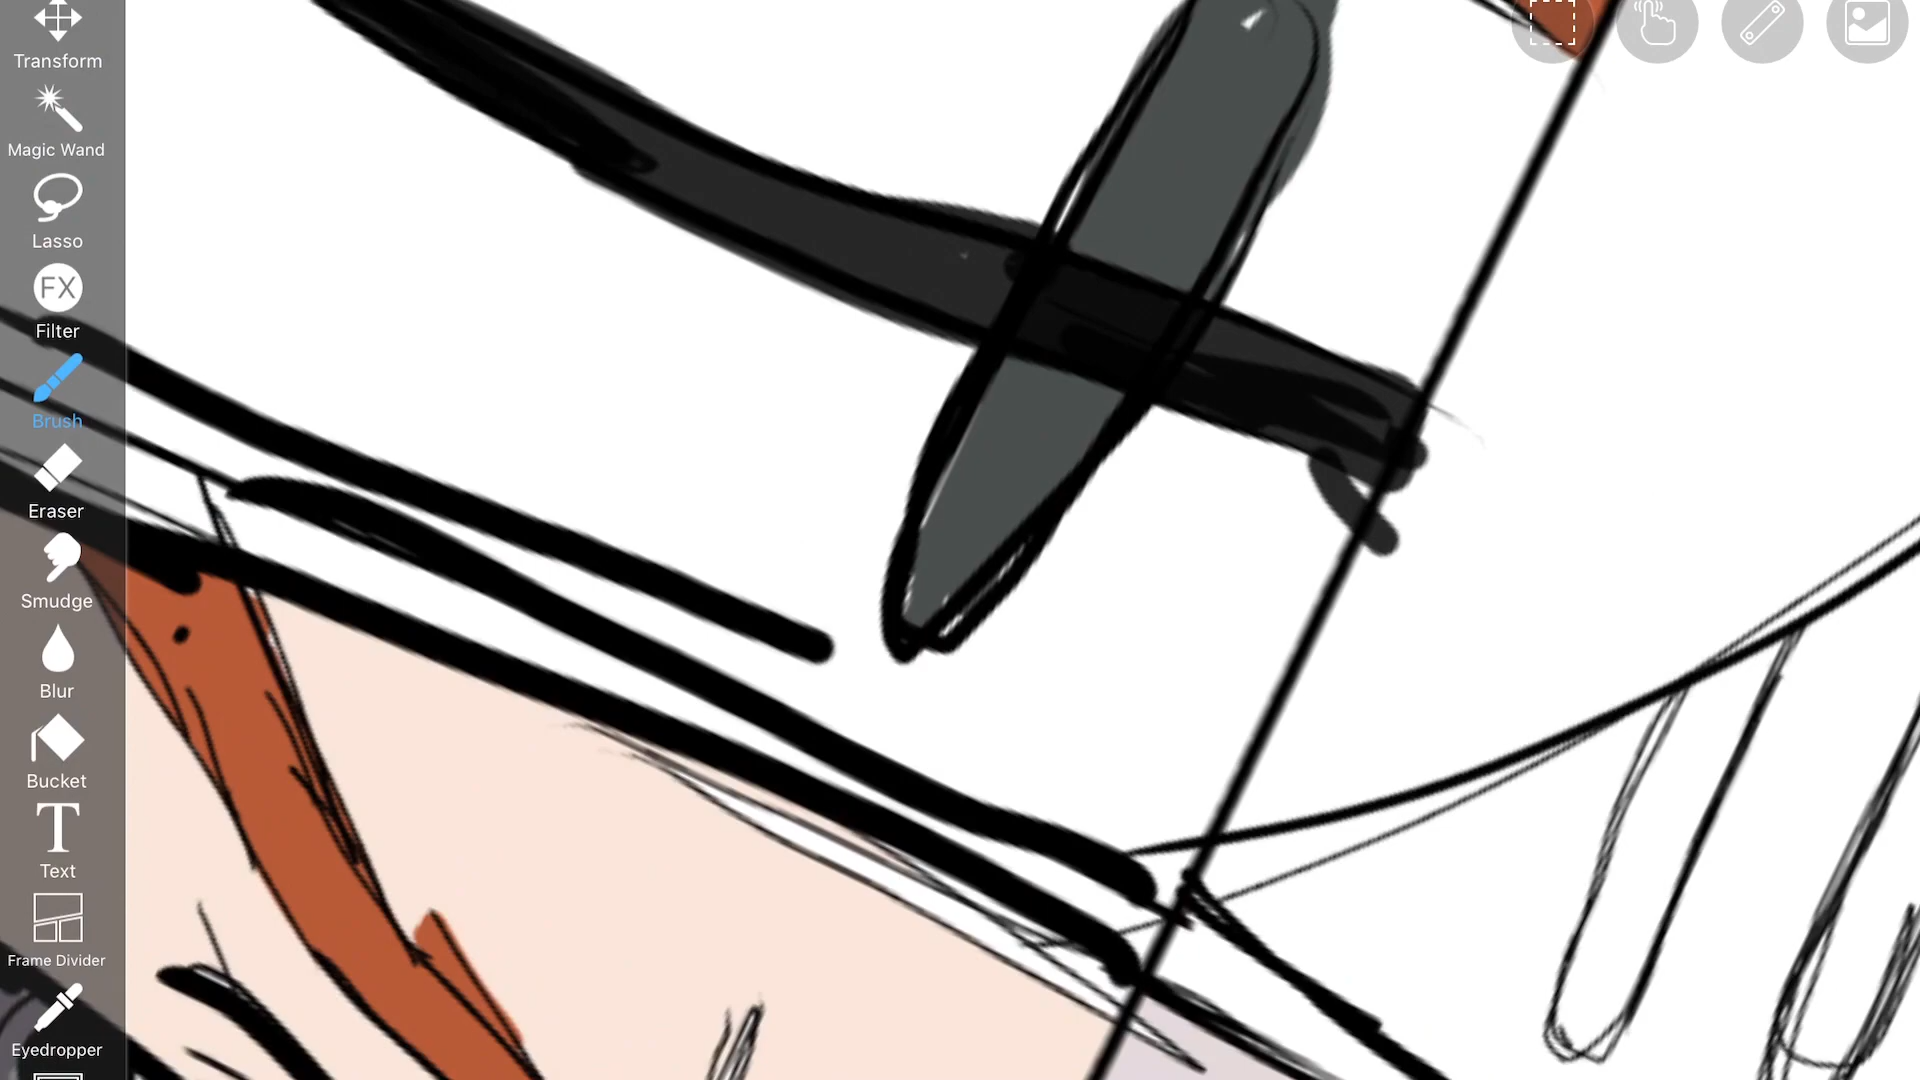 Transform
Magic Wand
Lasso
FX
Filter
Brush
Eraser
Smudge
Blur
Bucket
T
Text
Frame Divider
Eyedropper